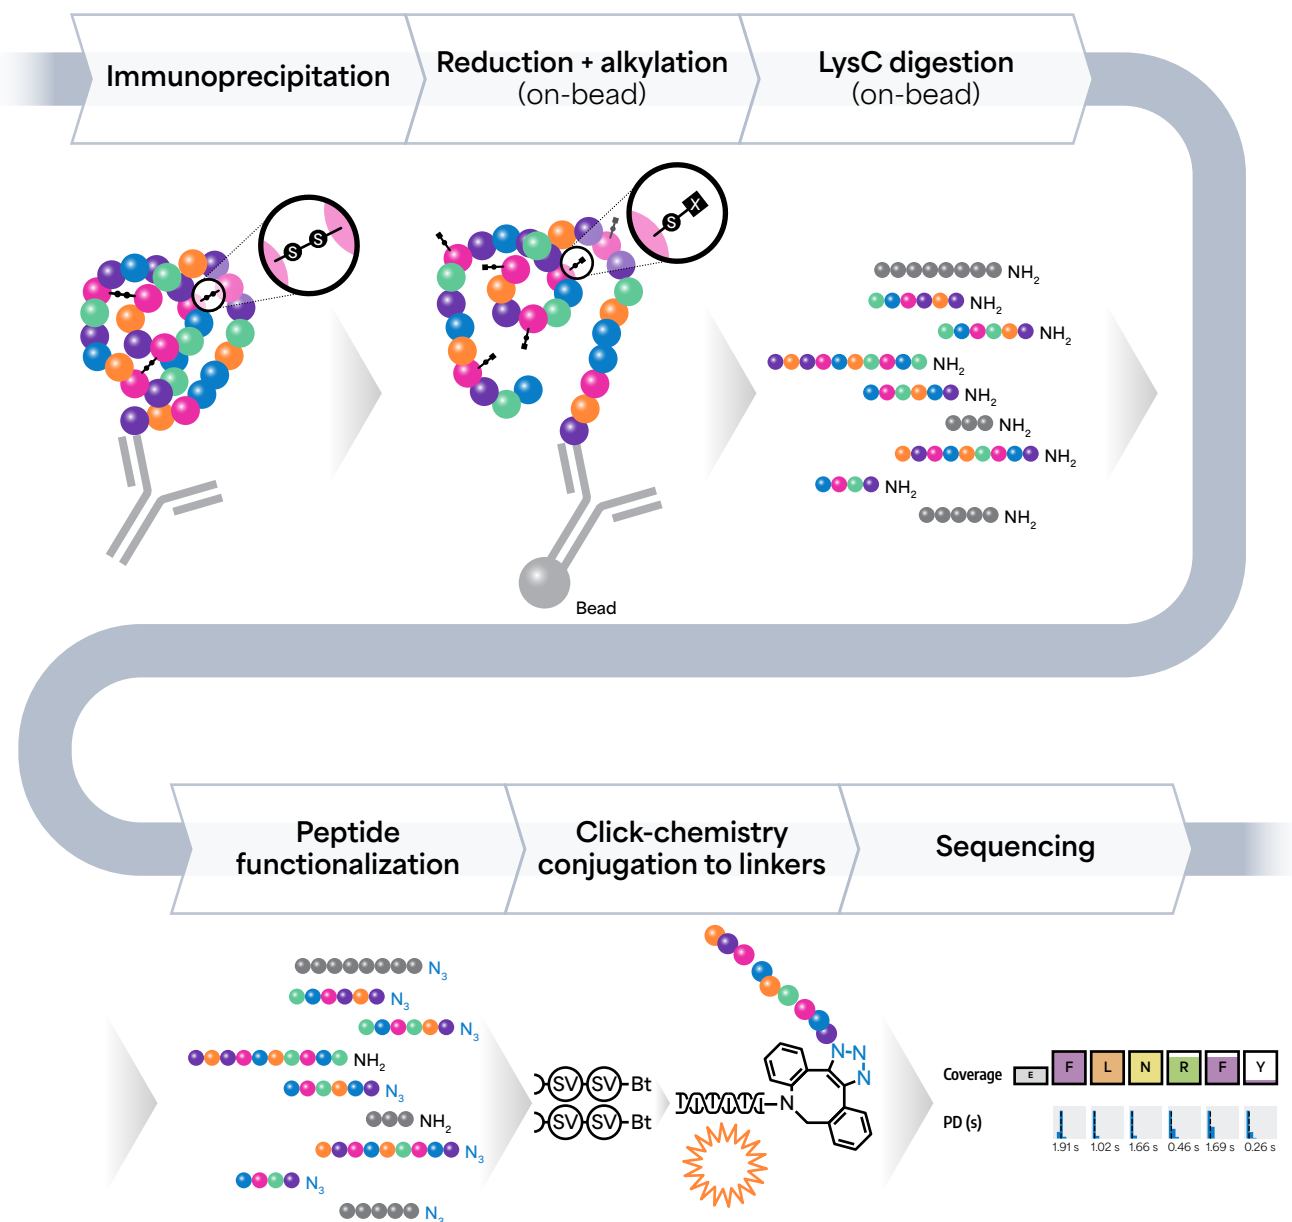 Immunoprecipitation
Reduction + alkylation
(on-bead)
LysC digestion
(on-bead)
S
S
S
X
NH2
NH2
NH2
NH2
NH2
NH2
NH2
NH2
NH2
Bead
Peptide
functionalization
Click-chemistry
conjugation to linkers
Sequencing
N3
N3
N3
NH2
N3
NH2
N3
N3
N3
SV SV Bt
SV SV Bt
N N
N
N
Coverage E F L N R F Y
PD (s)
1.91 s 1.02 s 1.66 s 0.46 s 1.69 s 0.26 s